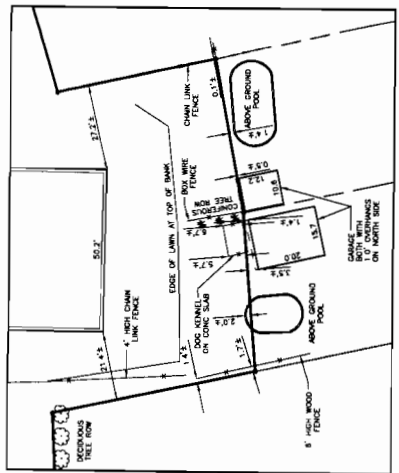 27.2'±
50.2'
21.4'±
4' HIGH CHAIN
LINK FENCE
EDGE OF LAWN AT TOP OF BANK
CHAIN LINK
FENCE
0.1'±
BOX WIRE
FENCE
CONIFEROUS
TREE ROW
ABOVE GROUND
POOL
1.4'±
0.5'±
12.2
10.6
5.7'±
1.4'±
DOG KENNEL
ON CONC SLAB
20.0
15.7
3.5'±
GARAGE
BOTH WITH
1.0' OVERHANGS
ON NORTH SIDE
2.0'±
ABOVE GROUND
POOL
1.4'±
1.7'±
DECIDUOUS
TREE ROW
HIGH WOOD
FENCE